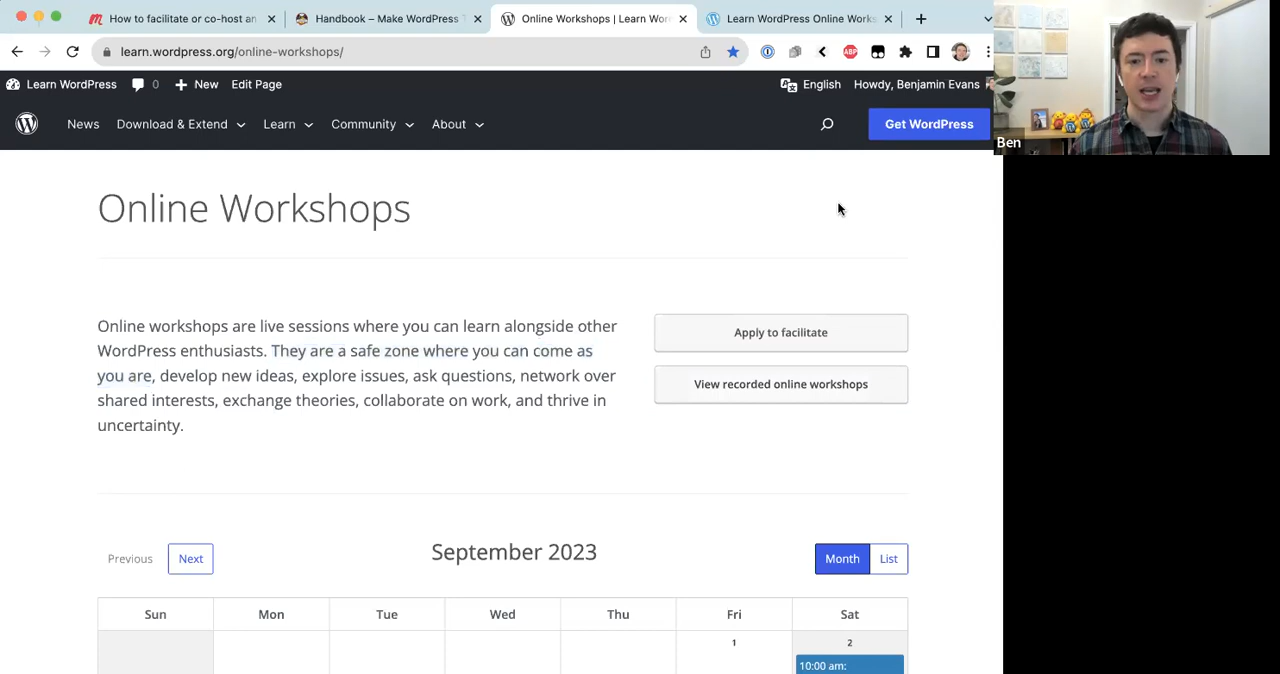 How to facilitate or co-host an
Handbook – Make WordPress T
Online Workshops | Learn Wor
Learn WordPress Online Works
learn.wordpress.org/online-workshops/
ABP
Learn WordPress
0
New
Edit Page
English
Howdy, Benjamin Evans
News
Download & Extend
Learn
Community
About
Get WordPress
Ben
Online Workshops
Online workshops are live sessions where you can learn alongside other
WordPress enthusiasts. They are a safe zone where you can come as
you are, develop new ideas, explore issues, ask questions, network over
shared interests, exchange theories, collaborate on work, and thrive in
uncertainty.
Apply to facilitate
View recorded online workshops
Previous
Next
September 2023
Month
List
Sun
Mon
Tue
Wed
Thu
Fri
Sat
1
2
10:00 am: